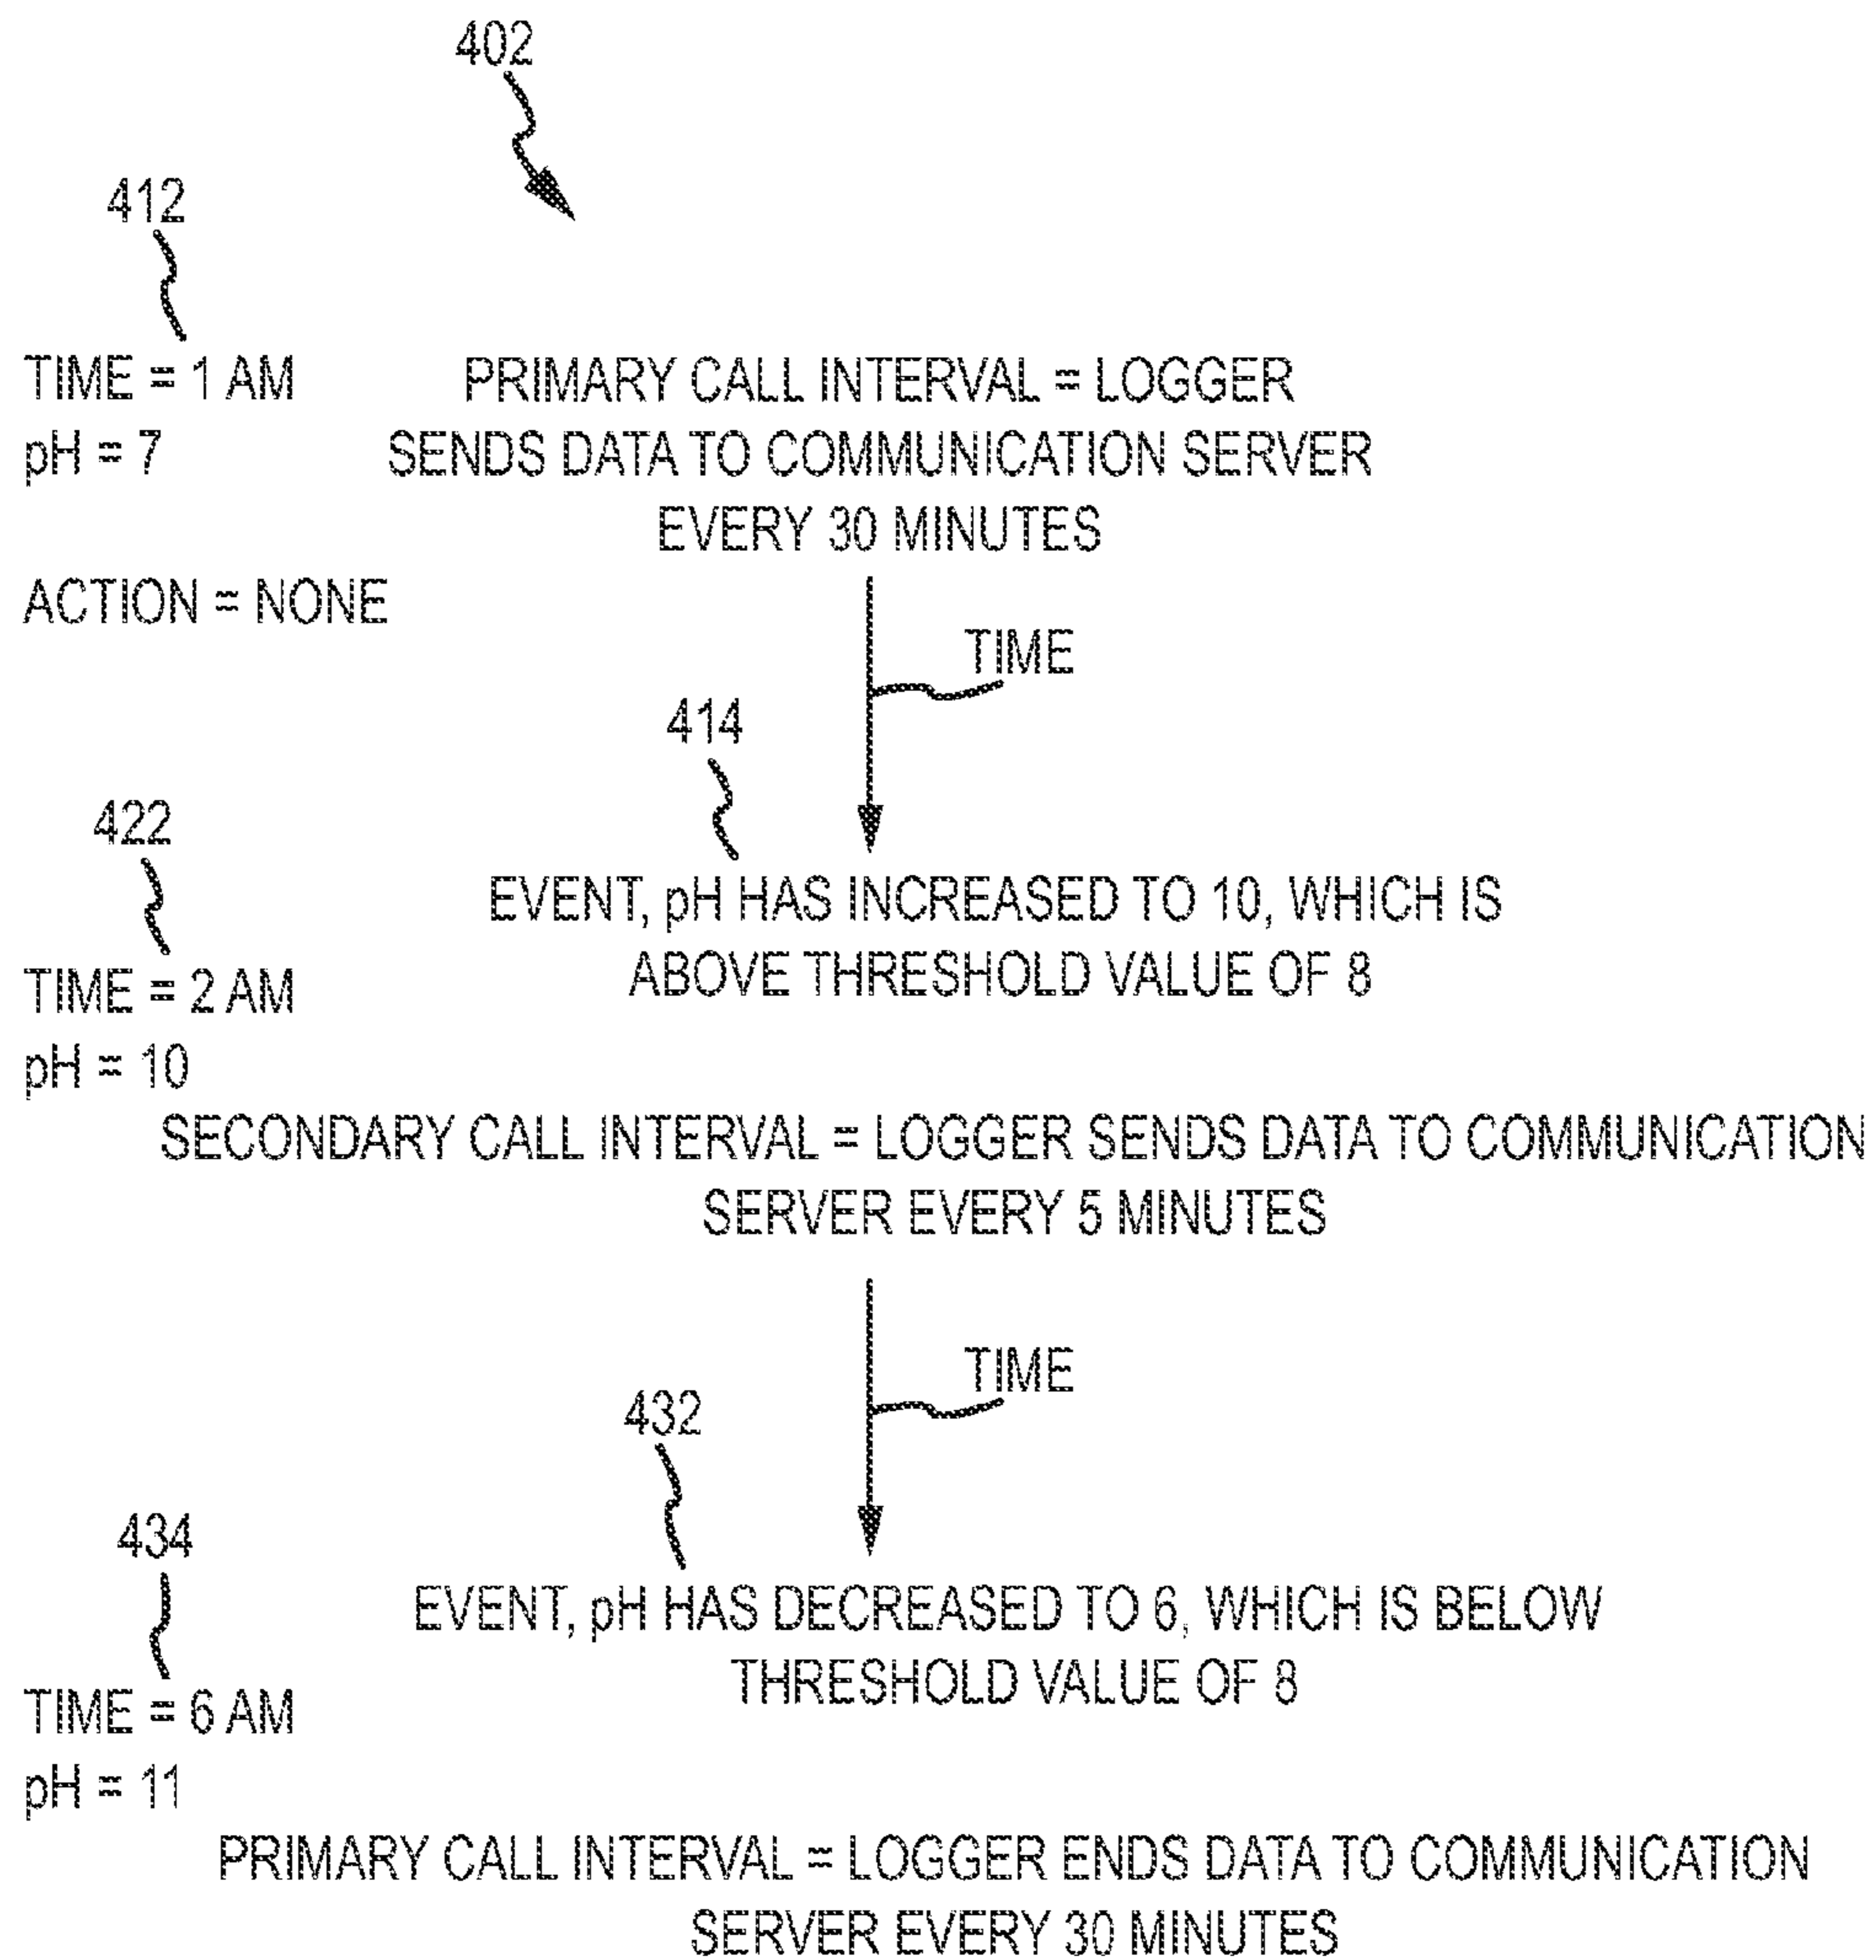 402
412
TIME = 1 AM
pH = 7
PRIMARY CALL INTERVAL = LOGGER
SENDS DATA TO COMMUNICATION SERVER
EVERY 30 MINUTES
ACTION = NONE
TIME
414
422
EVENT, pH HAS INCREASED TO 10, WHICH IS
ABOVE THRESHOLD VALUE OF 8
TIME = 2 AM
pH = 10
SECONDARY CALL INTERVAL = LOGGER SENDS DATA TO COMMUNICATION
SERVER EVERY 5 MINUTES
TIME
432
434
EVENT, pH HAS DECREASED TO 6, WHICH IS BELOW
THRESHOLD VALUE OF 8
TIME = 6 AM
pH = 11
PRIMARY CALL INTERVAL = LOGGER ENDS DATA TO COMMUNICATION
SERVER EVERY 30 MINUTES